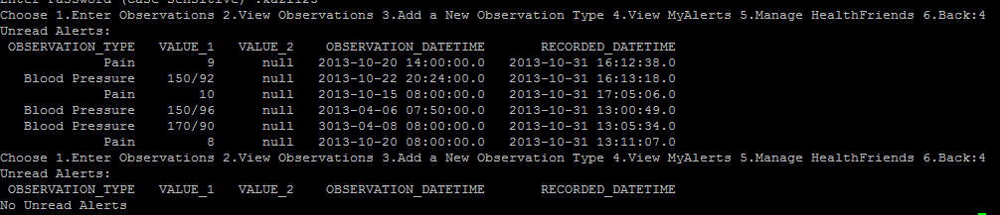 Enter Password (Case Sensitive) :kazi123
Choose 1.Enter Observations 2.View Observations 3.Add a New Observation Type 4.View MyAlerts 5.Manage HealthFriends 6.Back:4
Unread Alerts:
OBSERVATION_TYPE VALUE_1 VALUE_2 OBSERVATION_DATETIME RECORDED_DATETIME
Pain 9 null 2013-10-20 14:00:00.0 2013-10-31 16:12:38.0
Blood Pressure 150/92 null 2013-10-22 20:24:00.0 2013-10-31 16:13:18.0
Pain 10 null 2013-10-15 08:00:00.0 2013-10-31 17:05:06.0
Blood Pressure 150/96 null 2013-04-06 07:50:00.0 2013-10-31 13:00:49.0
Blood Pressure 170/90 null 3013-04-08 08:00:00.0 2013-10-31 13:05:34.0
Pain 8 null 2013-10-20 08:00:00.0 2013-10-31 13:11:07.0
Choose 1.Enter Observations 2.View Observations 3.Add a New Observation Type 4.View MyAlerts 5.Manage HealthFriends 6.Back:4
Unread Alerts:
OBSERVATION_TYPE VALUE_1 VALUE_2 OBSERVATION_DATETIME RECORDED_DATETIME
No Unread Alerts